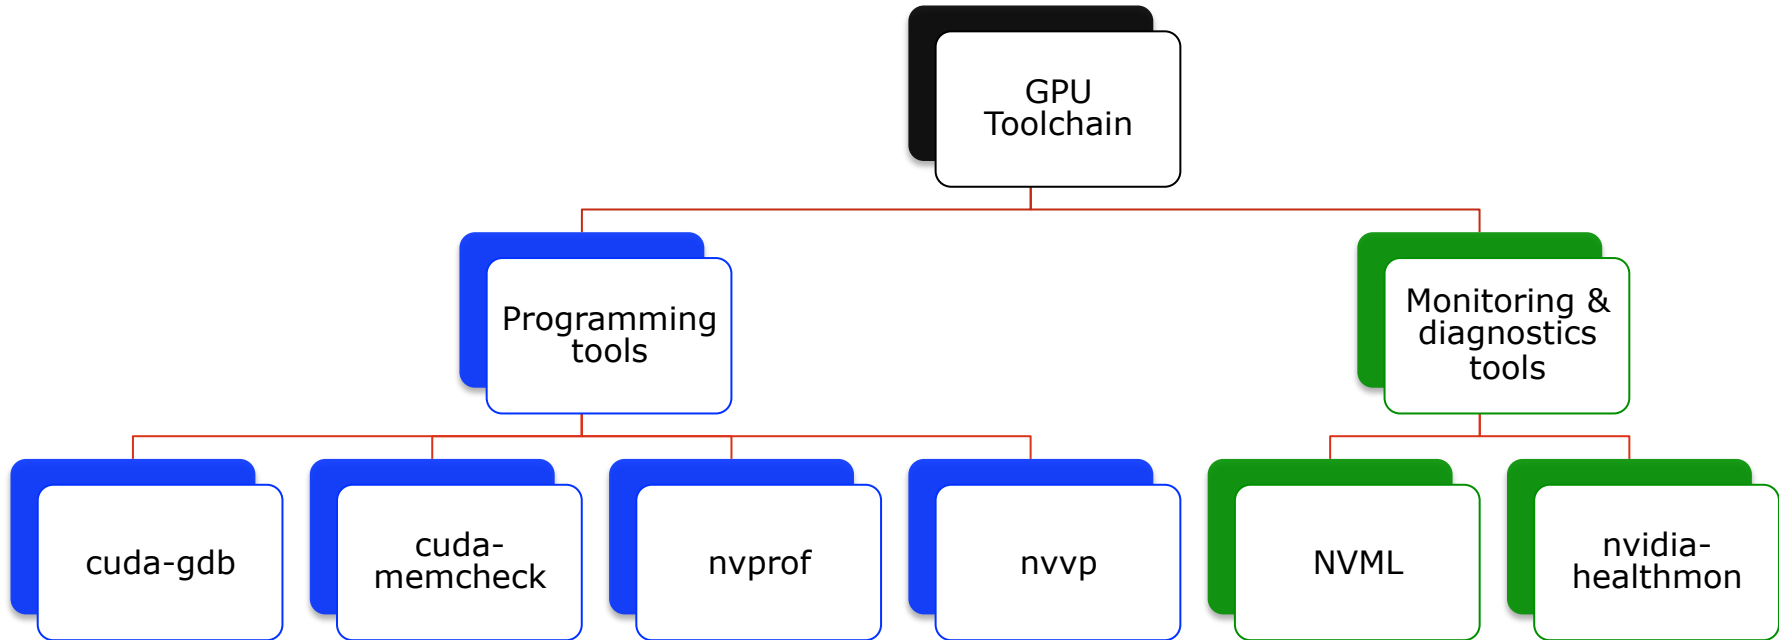 GPU
Toolchain
Programming
tools
Monitoring &
diagnostics
tools
cuda-gdb
cuda-
memcheck
nvprof
nvvp
NVML
nvidia-
healthmon